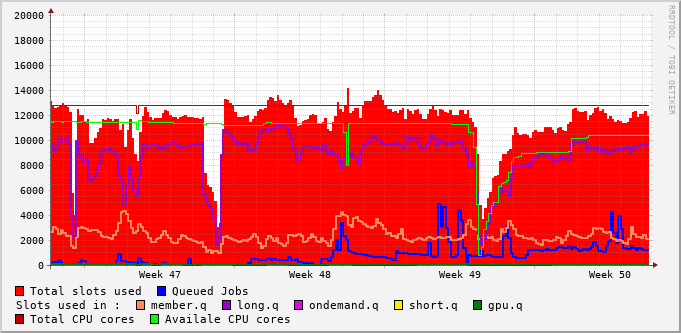 RRDTOOL / TOBI OETIKER
20000
18000
16000
14000
12000
10000
8000
6000
4000
2000
0
Week 47 Week 48 Week 49 Week 50
Total slots used Queued Jobs
Slots used in : member.q long.q ondemand.q short.q gpu.q
Total CPU cores Availale CPU cores